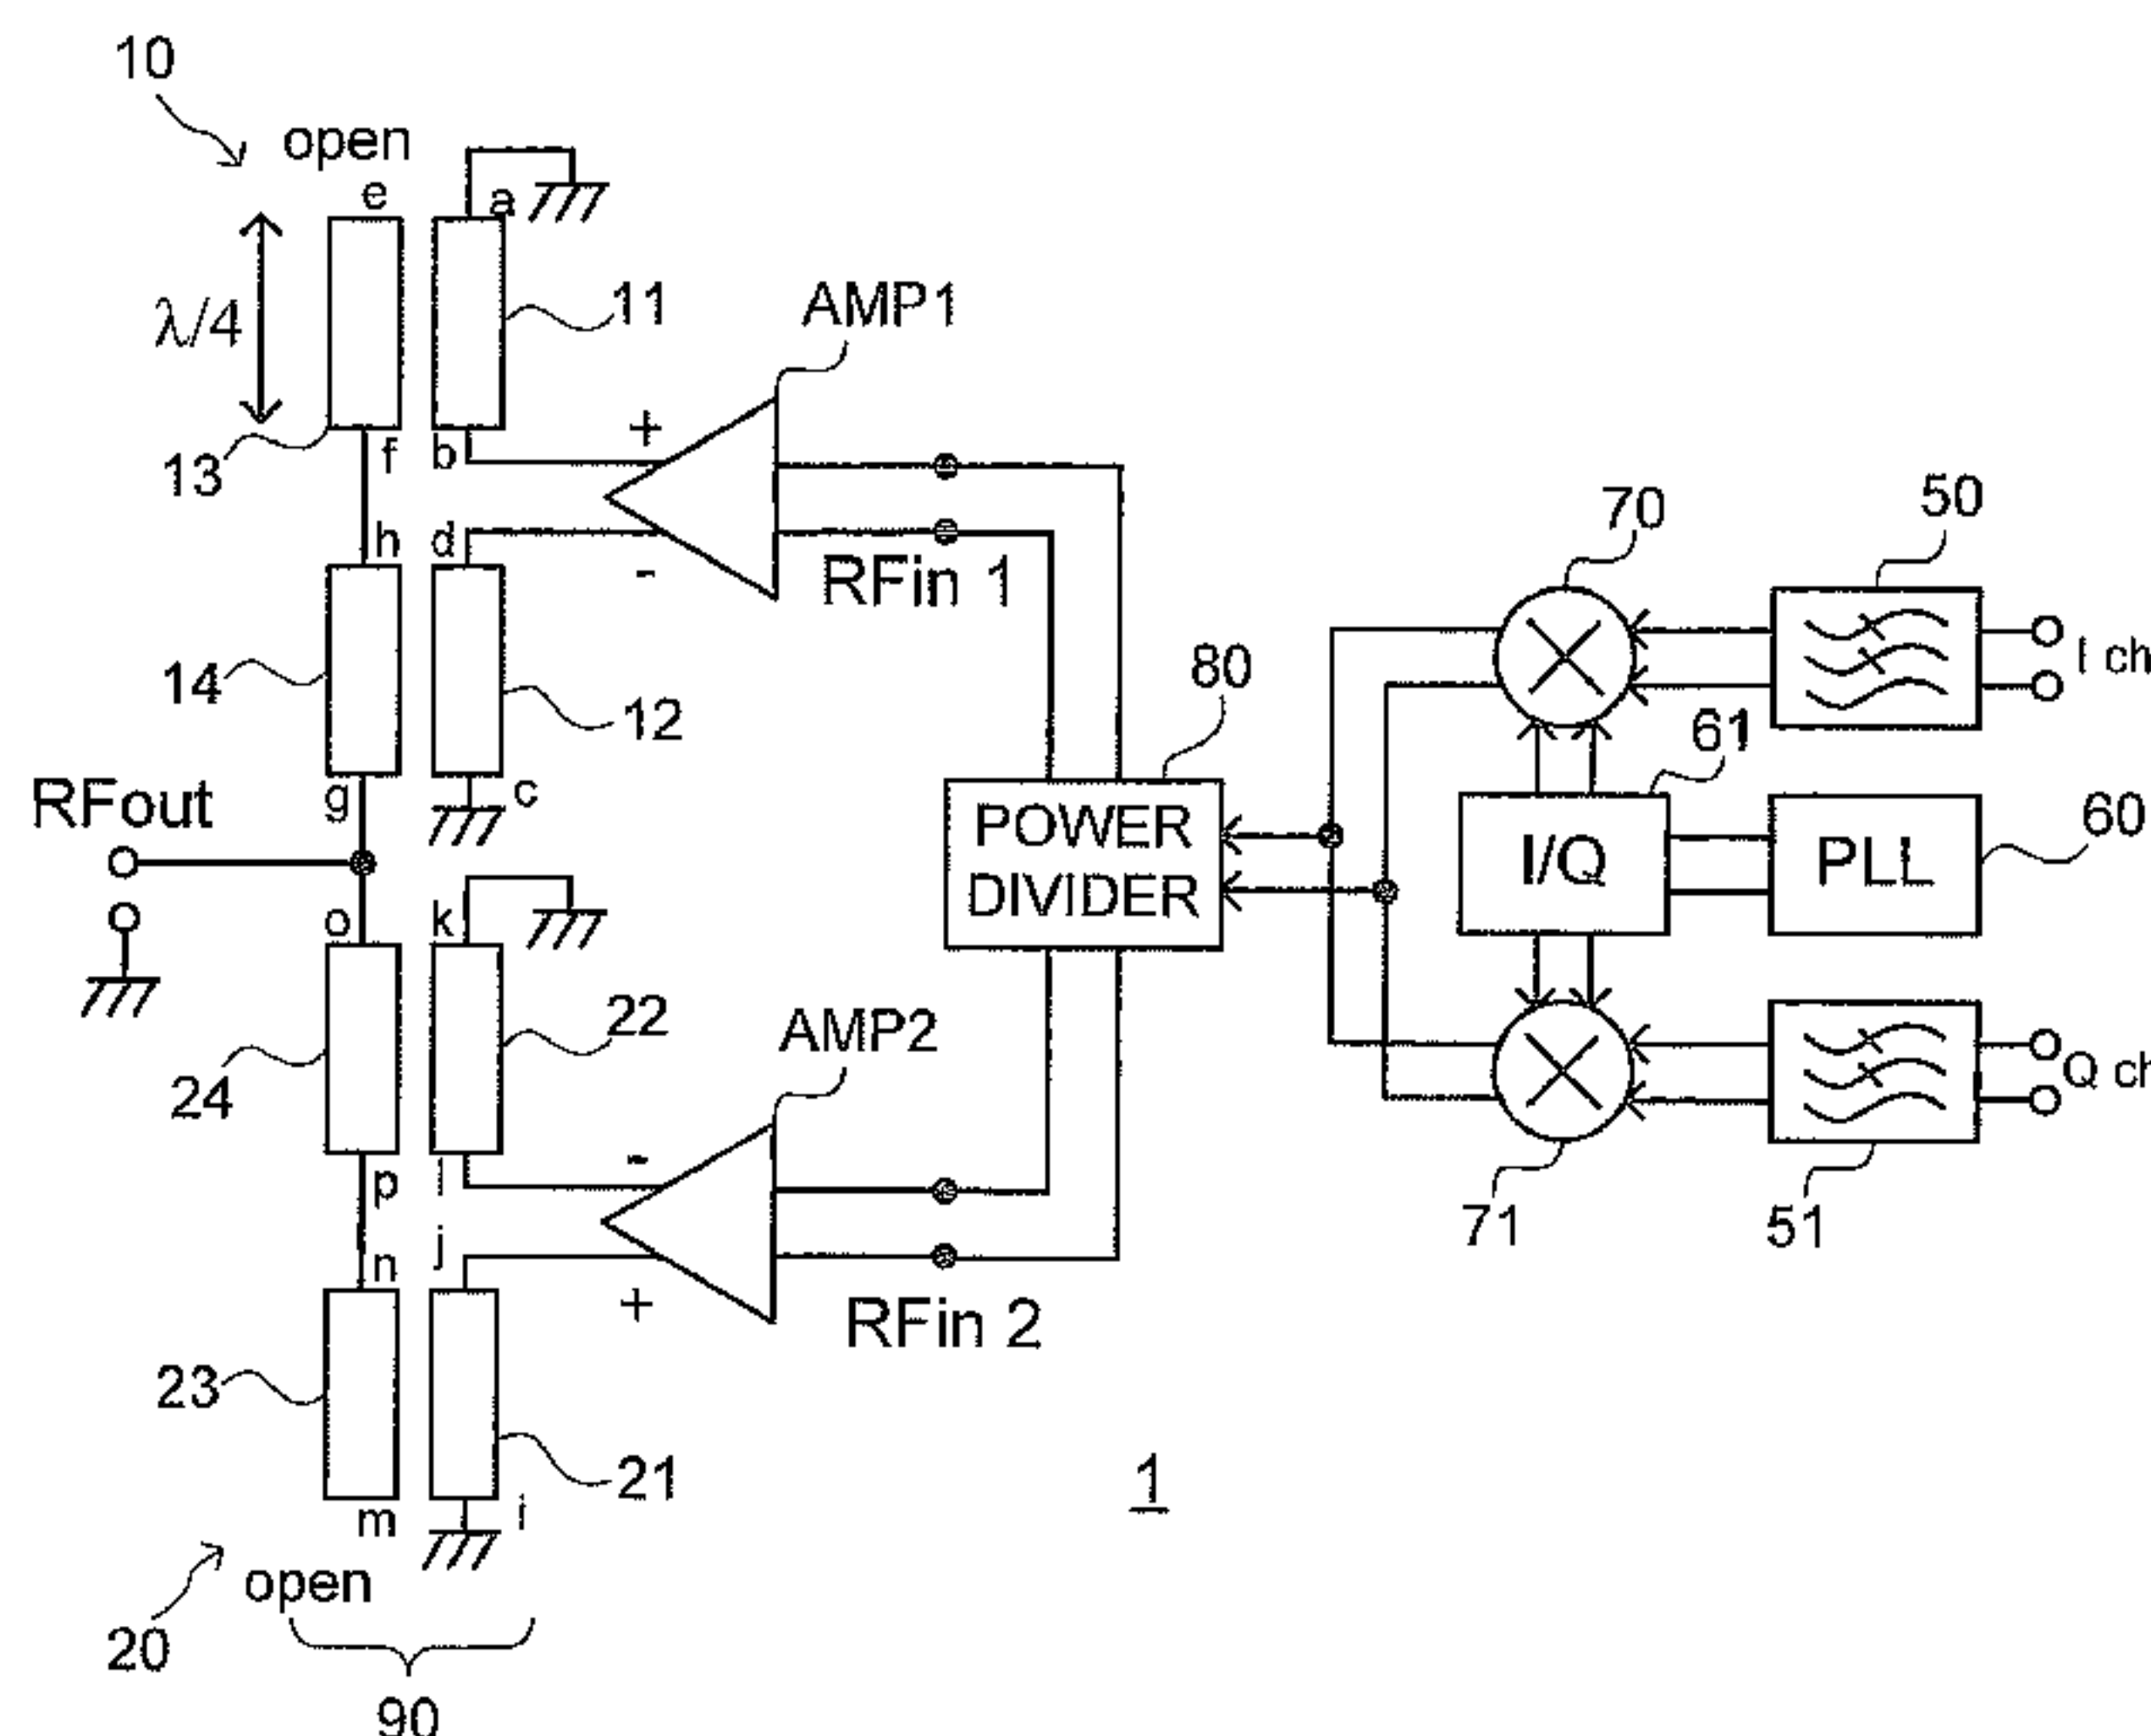 10
open
e
a
λ/4
11
AMP1
+
13
f
b
h
d
-
RFin 1
70
50
I ch
14
12
80
61
RFout
g
c
POWER
DIVIDER
I/Q
PLL
60
o
k
24
22
AMP2
-
Q ch
p
l
j
n
+
RFin 2
71
51
23
21
1
m
i
open
20
90